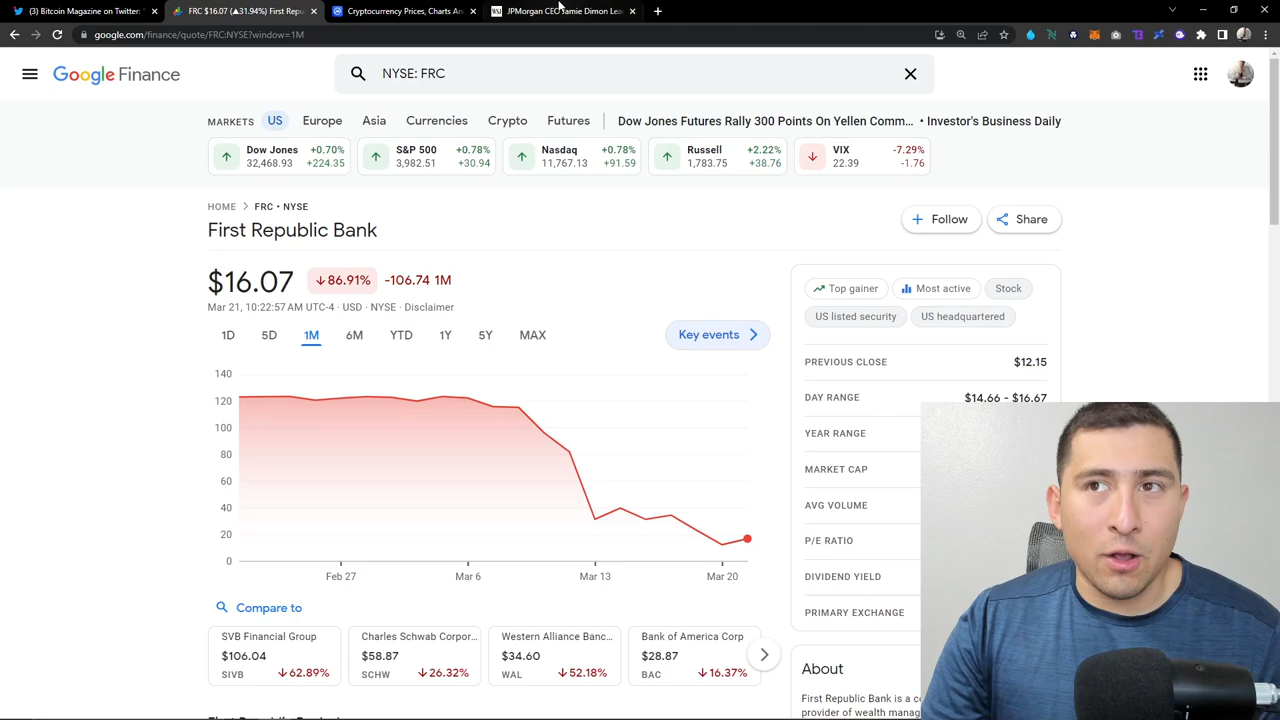 (3) Bitcoin Magazine on Twitter:
FRC $16.07 (▲31.94%) First Repu
Cryptocurrency Prices, Charts An
JPMorgan CEO Jamie Dimon Lea
google.com/finance/quote/FRC:NYSE?window=1M
Google Finance
NYSE: FRC
MARKETS US Europe Asia Currencies Crypto Futures
Dow Jones Futures Rally 300 Points On Yellen Comm... • Investor's Business Daily
Dow Jones +0.70%
32,468.93 +224.35
S&P 500 +0.78%
3,982.51 +30.94
Nasdaq +0.78%
11,767.13 +91.59
Russell +2.22%
1,783.75 +38.76
VIX -7.29%
22.39 -1.76
HOME > FRC • NYSE
First Republic Bank
+ Follow
Share
$16.07 ↓86.91% -106.74 1M
Mar 21, 10:22:57 AM UTC-4 · USD · NYSE · Disclaimer
1D 5D 1M 6M YTD 1Y 5Y MAX
Key events
140
120
100
80
60
40
20
0
Feb 27 Mar 6 Mar 13 Mar 20
Top gainer Most active Stock
US listed security US headquartered
PREVIOUS CLOSE $12.15
DAY RANGE $14.66 - $16.67
YEAR RANGE
MARKET CAP
AVG VOLUME
P/E RATIO
DIVIDEND YIELD
PRIMARY EXCHANGE
Compare to
SVB Financial Group
$106.04
SIVB ↓62.89%
Charles Schwab Corpor...
$58.87
SCHW ↓26.32%
Western Alliance Banc...
$34.60
WAL ↓52.18%
Bank of America Corp
$28.87
BAC ↓16.37%
About
First Republic Bank is a c
provider of wealth manag